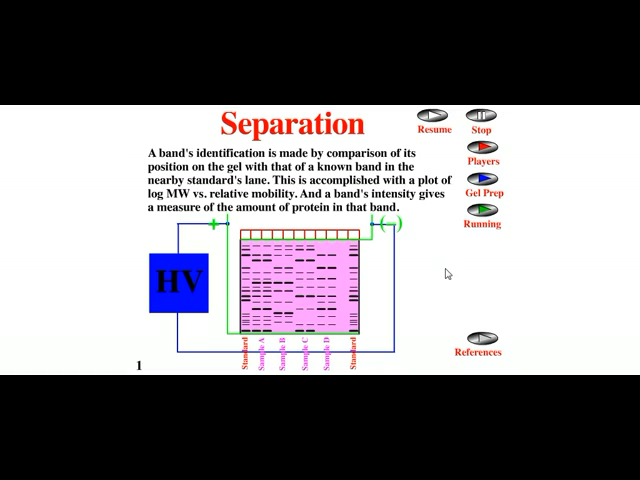 Separation
Resume
Stop
A band's identification is made by comparison of its
position on the gel with that of a known band in the
nearby standard's lane. This is accomplished with a plot of
log MW vs. relative mobility. And a band's intensity gives
a measure of the amount of protein in that band.
Players
Gel Prep
Running
+
(−)
HV
Standard
Sample A
Sample B
Sample C
Sample D
Standard
References
1